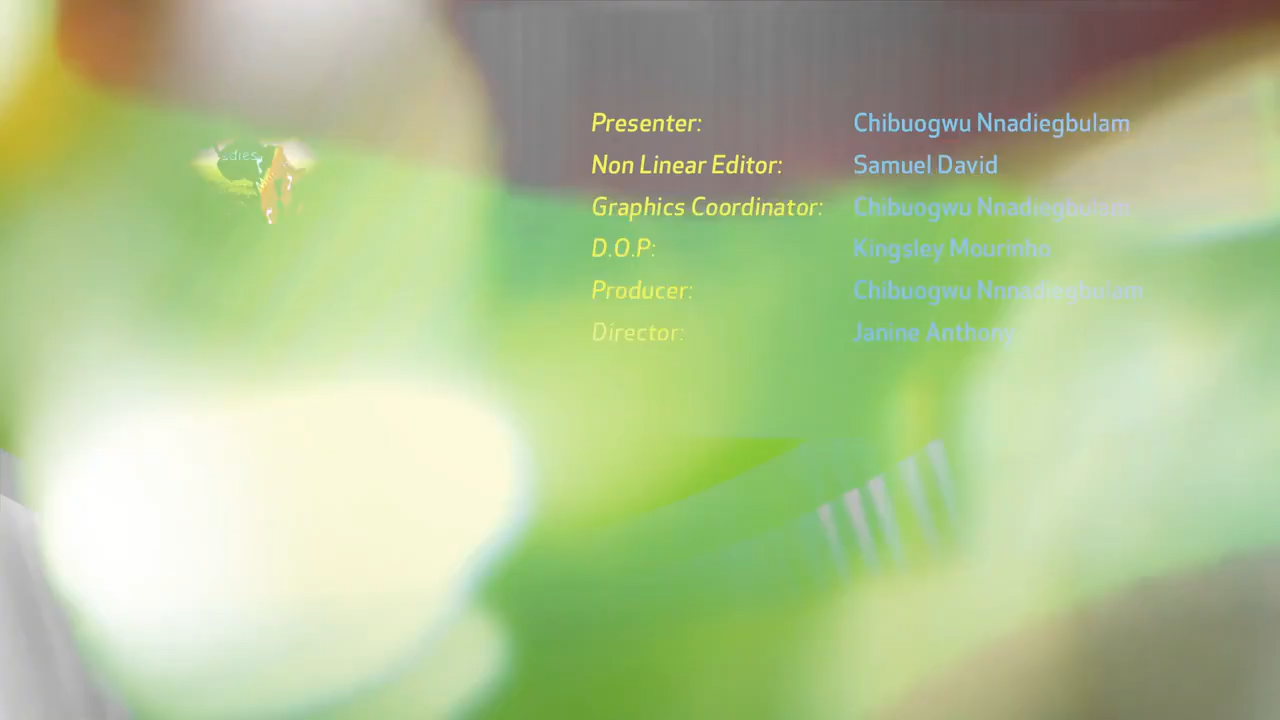 Presenter: Chibuogwu Nnadiegbulam
Non Linear Editor: Samuel David
Graphics Coordinator: Chibuogwu Nnadiegbulam
D.O.P: Kingsley Mourinho
Producer: Chibuogwu Nnnadiegbulam
Director: Janine Anthony